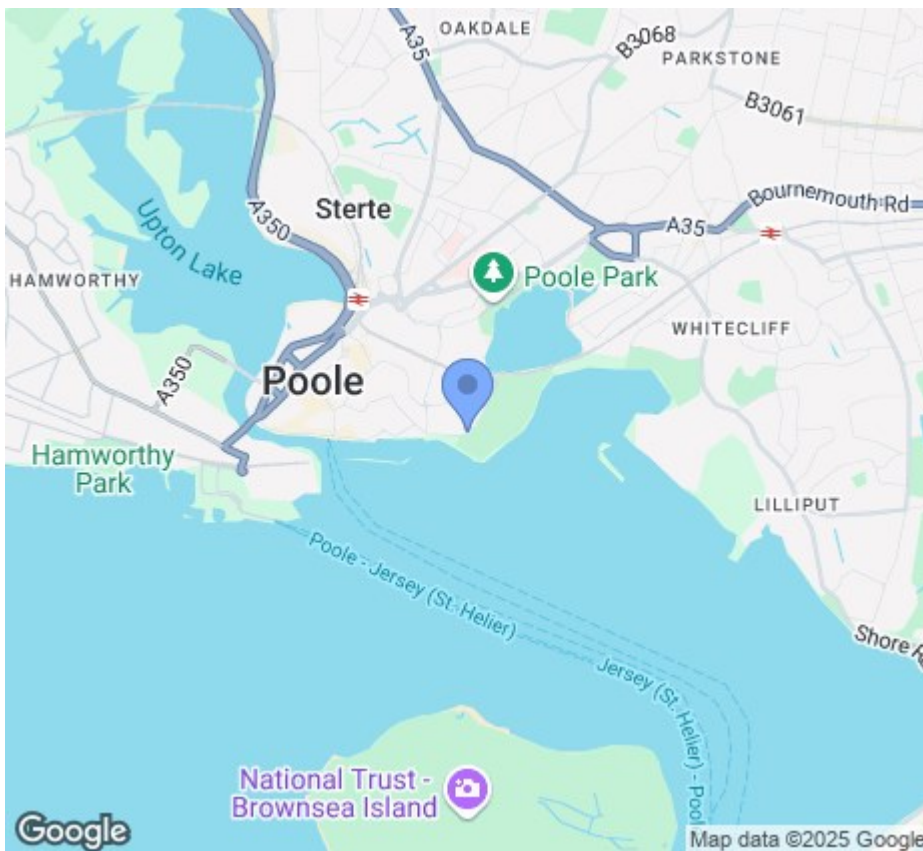 OAKDALE
A35
B3068
PARKSTONE
B3061
Bournemouth Rd
A35
Sterte
A350
Upton Lake
HAMWORTHY
Poole Park
WHITECLIFF
A350
Poole
Hamworthy
Park
LILLIPUT
Poole - Jersey (St. Helier)
Shore
Jersey (St. Helier) - Poole
National Trust -
Brownsea Island
Google
Map data ©2025 Google